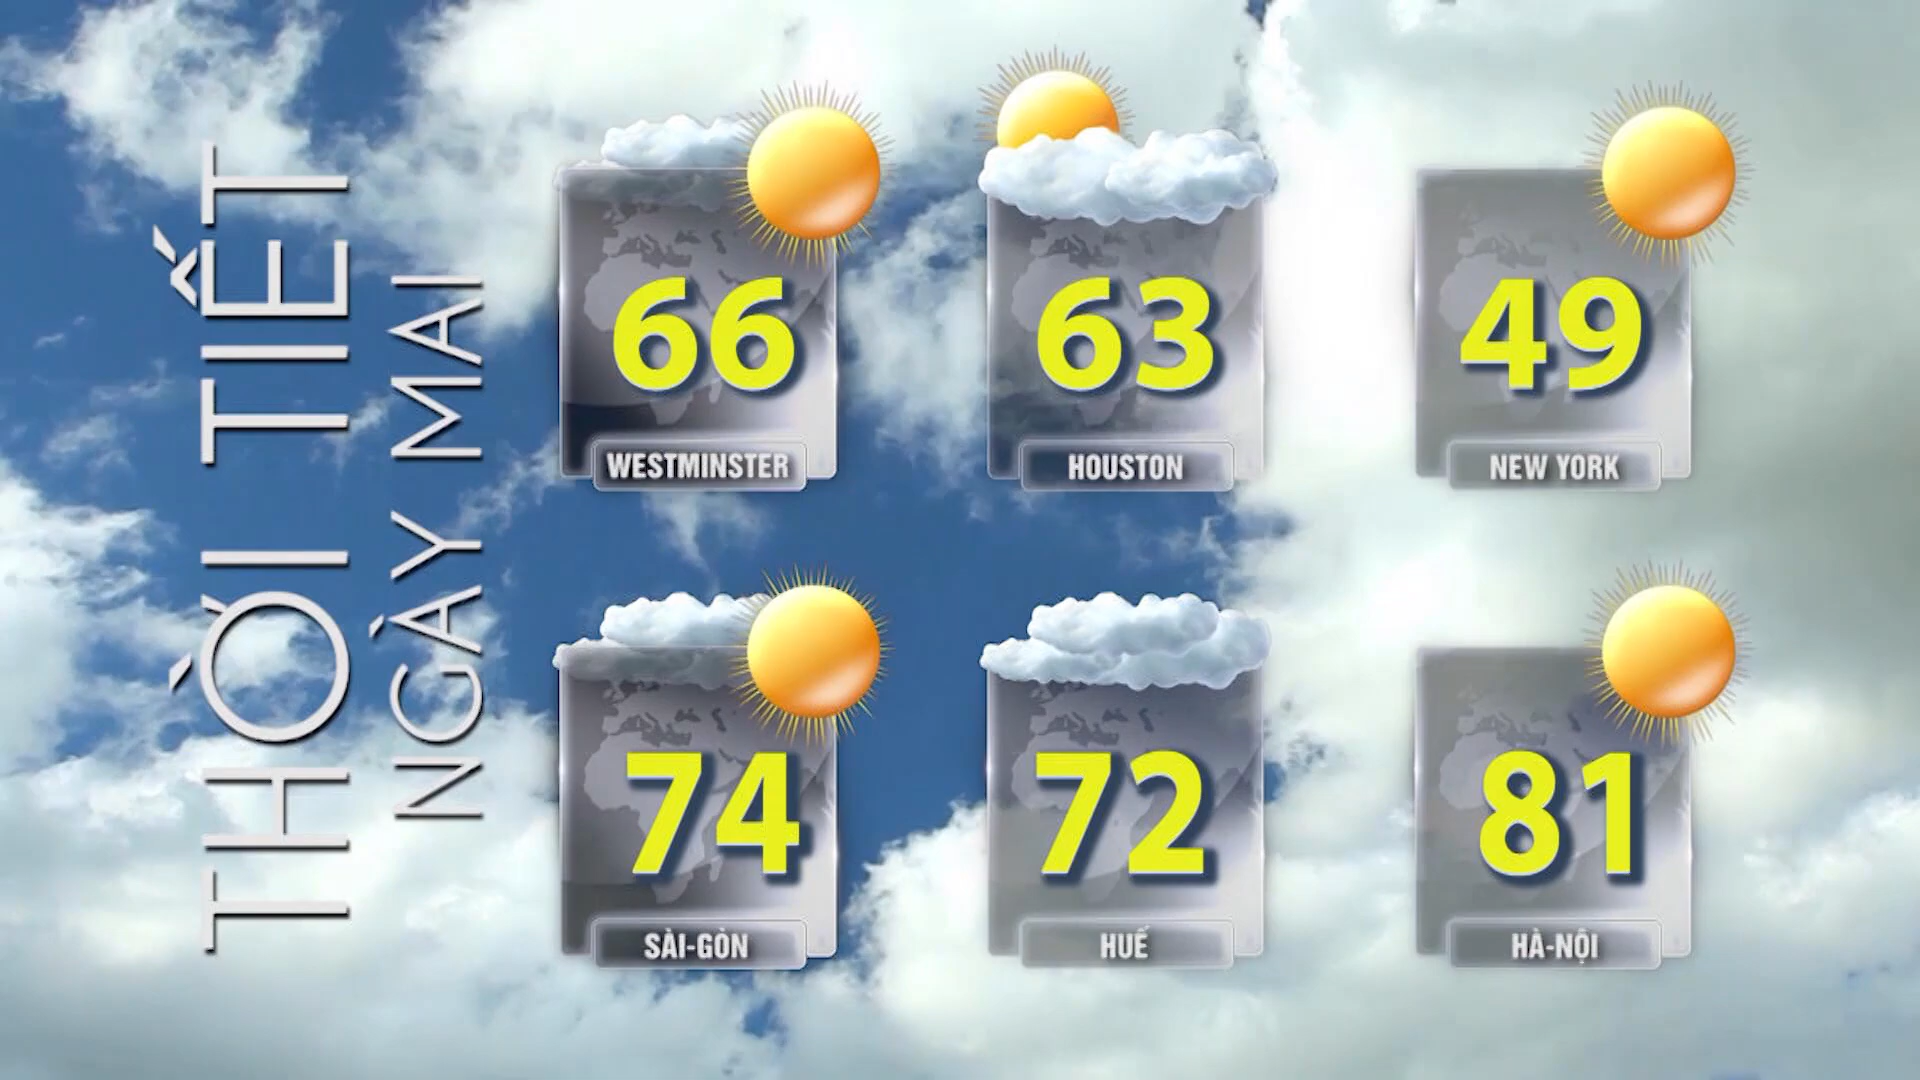 THỜI TIẾT
NGÀY MAI
66
WESTMINSTER
63
HOUSTON
49
NEW YORK
74
SÀI-GÒN
72
HUẾ
81
HÀ-NỘI